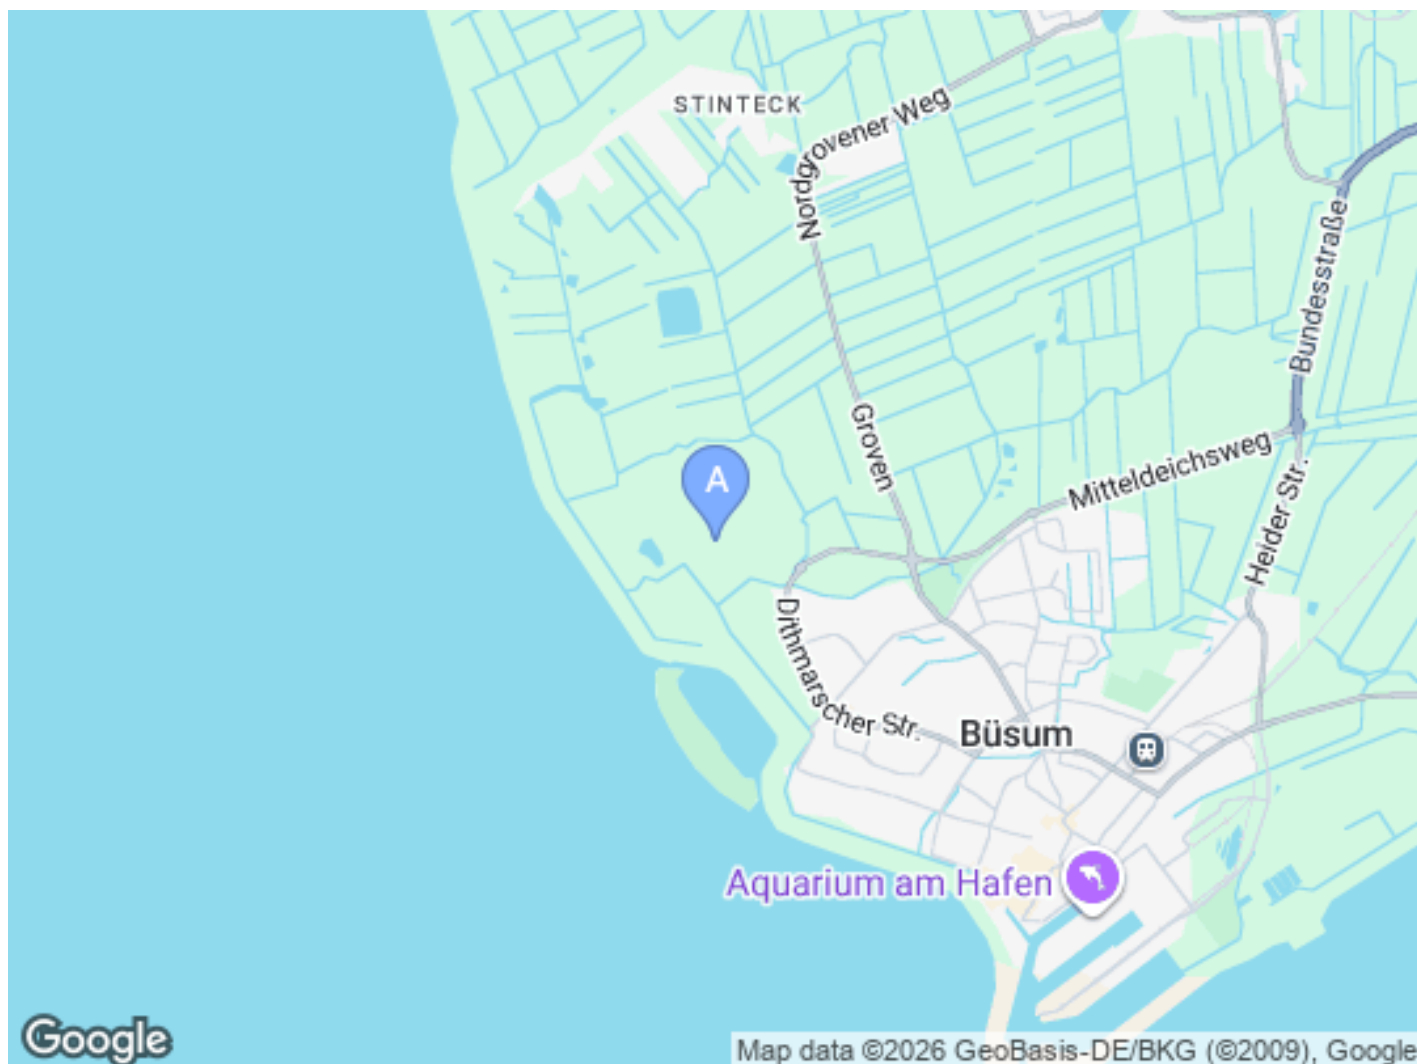 STINTECK
Nordgrovener Weg
Bundesstraße
Groven
A
Mitteldeichsweg
Heider Str.
Dithmarscher Str.
Büsum
Aquarium am Hafen
Google
Map data ©2026 GeoBasis-DE/BKG (©2009), Google